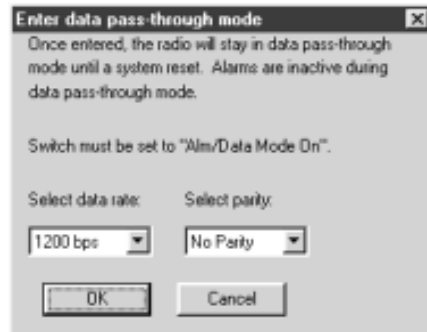 Enter data pass-through mode
Once entered, the radio will stay in data pass-through
mode until a system reset. Alarms are inactive during
data pass-through mode.
Switch must be set to "Alm/Data Mode On".
Select data rate: Select parity:
1200 bps No Parity
OK Cancel